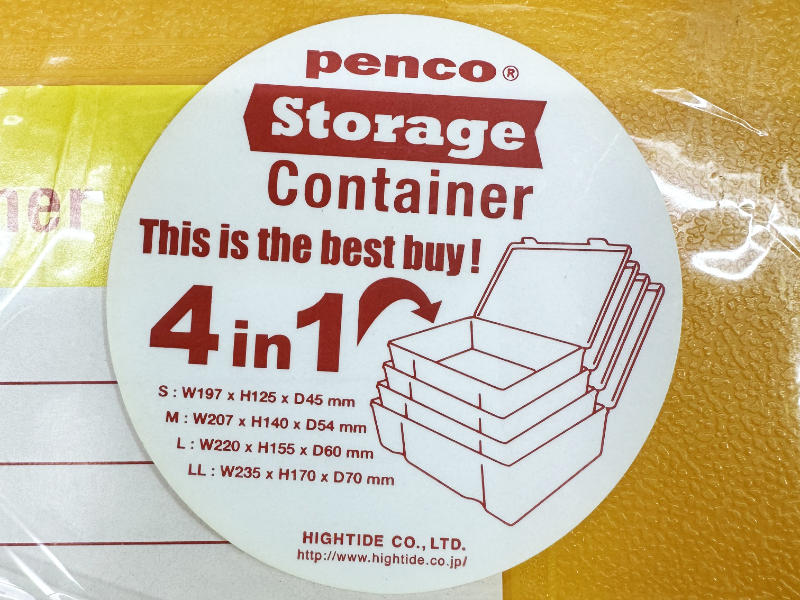 penco®
Storage
Container
This is the best buy!
4 in 1
S : W197 x H125 x D45 mm
M : W207 x H140 x D54 mm
L : W220 x H155 x D60 mm
LL : W235 x H170 x D70 mm
HIGHTIDE CO., LTD.
http://www.hightide.co.jp/